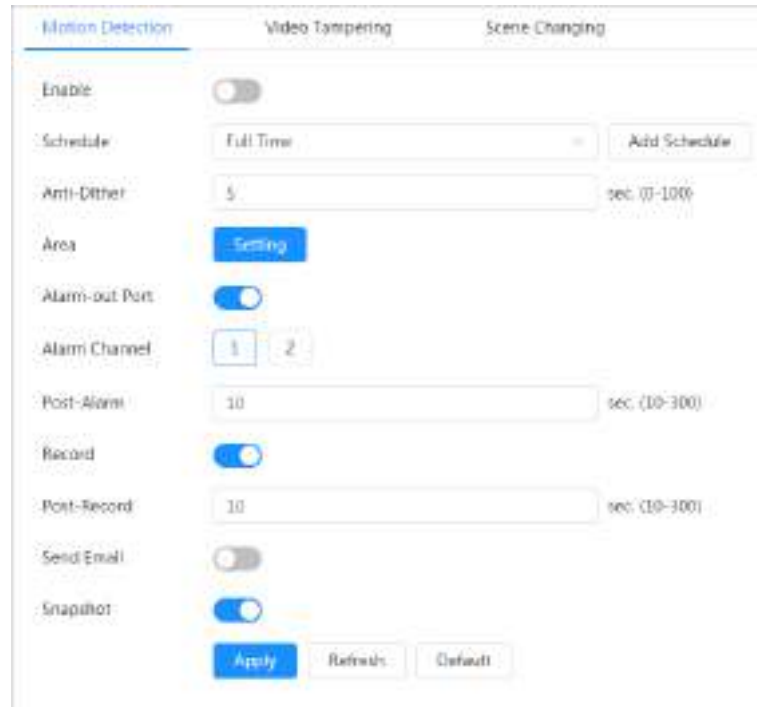 Motion Detection Video Tampering Scene Changing
Enable
Schedule Full Time Add Schedule
Anti-Dither 5 sec. (0-100)
Area Setting
Alarm-out Port
Alarm Channel 1 2
Post-Alarm 10 sec. (10-300)
Record
Post-Record 10 sec. (10-300)
Send Email
Snapshot
Apply Refresh Default